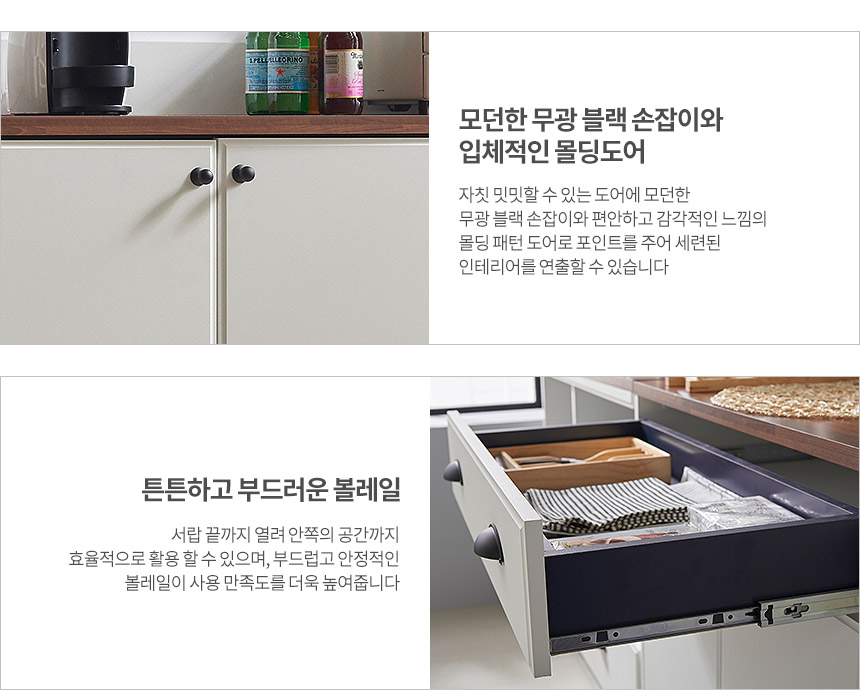 S.PELLEGRINO
모던한 무광 블랙 손잡이와
입체적인 몰딩도어
자칫 밋밋할 수 있는 도어에 모던한
무광 블랙 손잡이와 편안하고 감각적인 느낌의
몰딩 패턴 도어로 포인트를 주어 세련된
인테리어를 연출할 수 있습니다
튼튼하고 부드러운 볼레일
서랍 끝까지 열려 안쪽의 공간까지
효율적으로 활용 할 수 있으며, 부드럽고 안정적인
볼레일이 사용 만족도를 더욱 높여줍니다